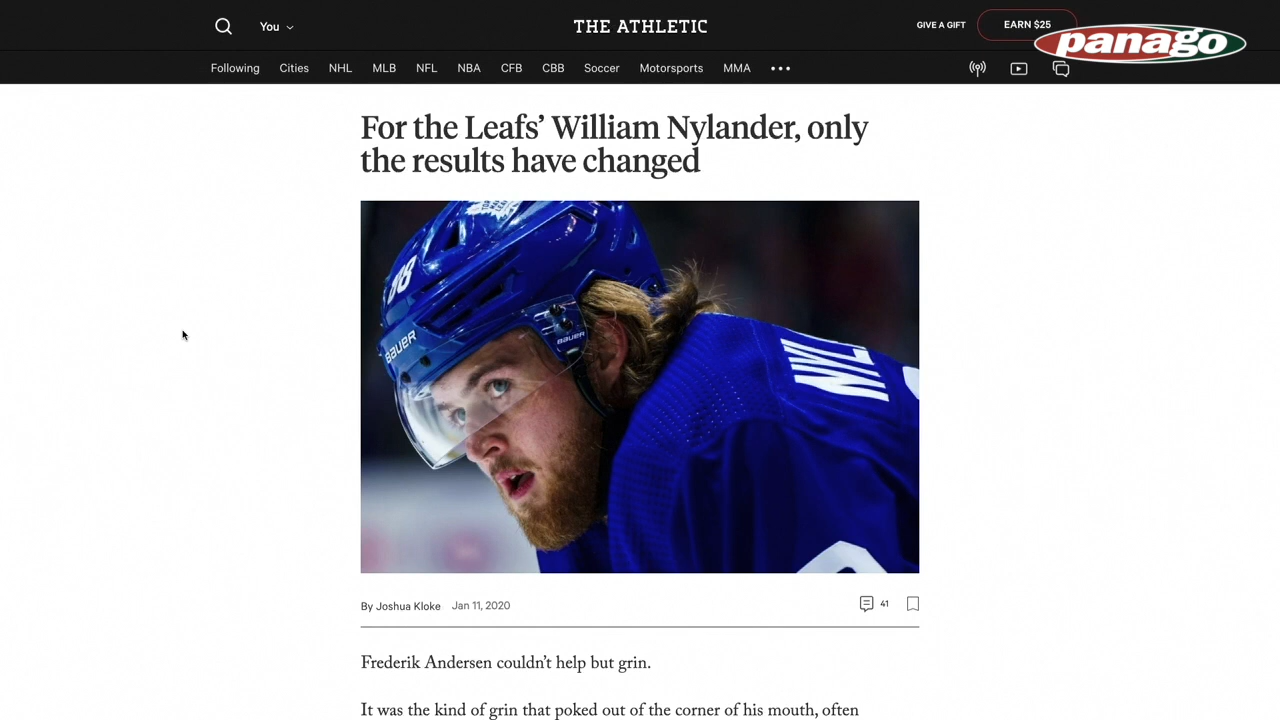 You
THE ATHLETIC
GIVE A GIFT
EARN $25
panago
Following
Cities
NHL
MLB
NFL
NBA
CFB
CBB
Soccer
Motorsports
MMA
For the Leafs’ William Nylander, only
the results have changed
88
BAUER
BAUER
NYL
By Joshua Kloke
Jan 11, 2020
41
Frederik Andersen couldn’t help but grin.
It was the kind of grin that poked out of the corner of his mouth, often